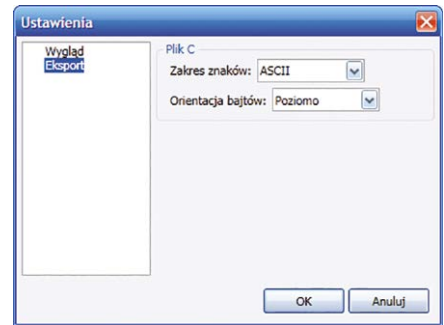 Ustawienia
Wygląd
Eksport
Plik C
Zakres znaków: ASCII
Orientacja bajtów: Poziomo
OK Anuluj